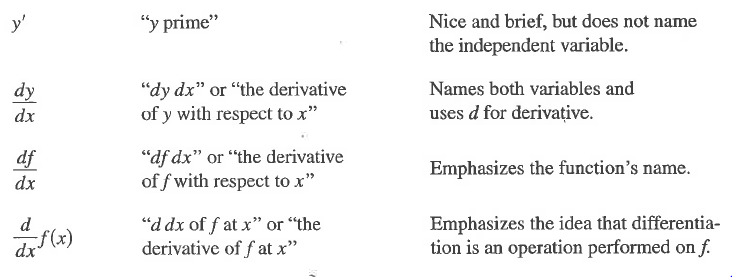 y′ "y prime" Nice and brief, but does not name
the independent variable.
dy/dx "dy dx" or "the derivative Names both variables and
of y with respect to x" uses d for derivative.
df/dx "df dx" or "the derivative
of f with respect to x" Emphasizes the function's name.
d/dx f(x) "d dx of f at x" or "the Emphasizes the idea that differentia-
derivative of f at x" tion is an operation performed on f.